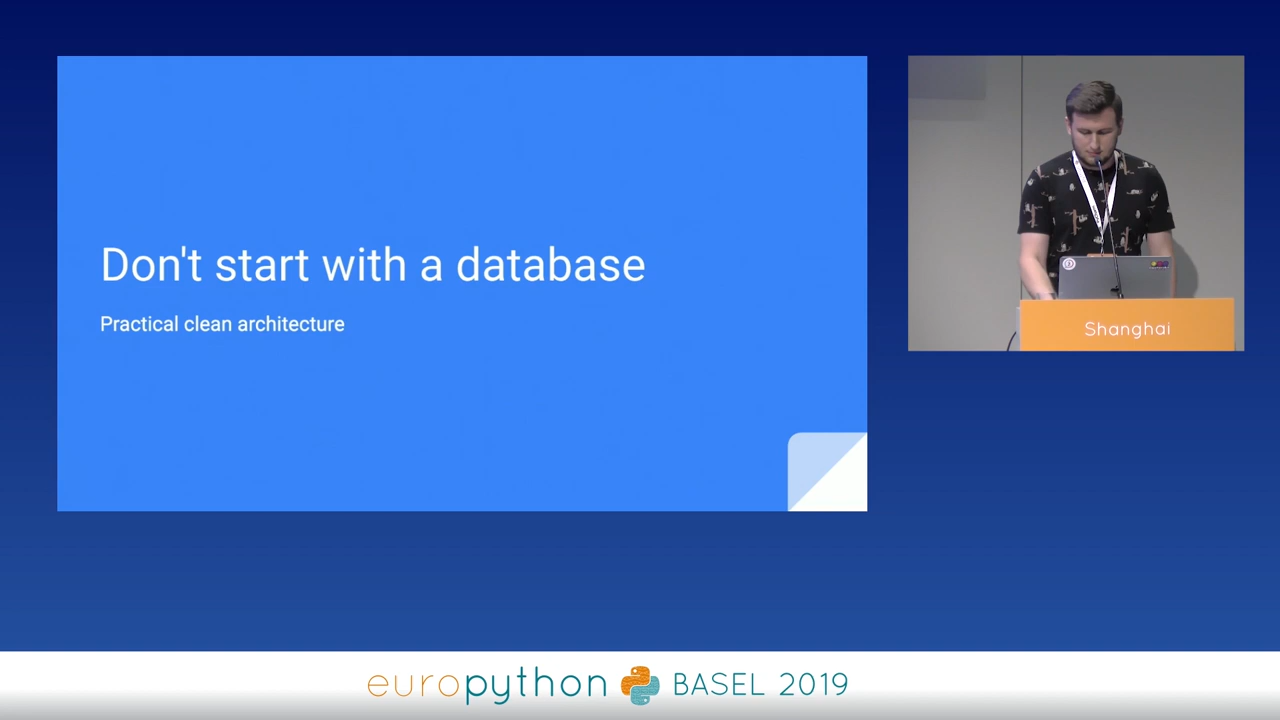 Don't start with a database
Practical clean architecture
Shanghai
europython BASEL 2019